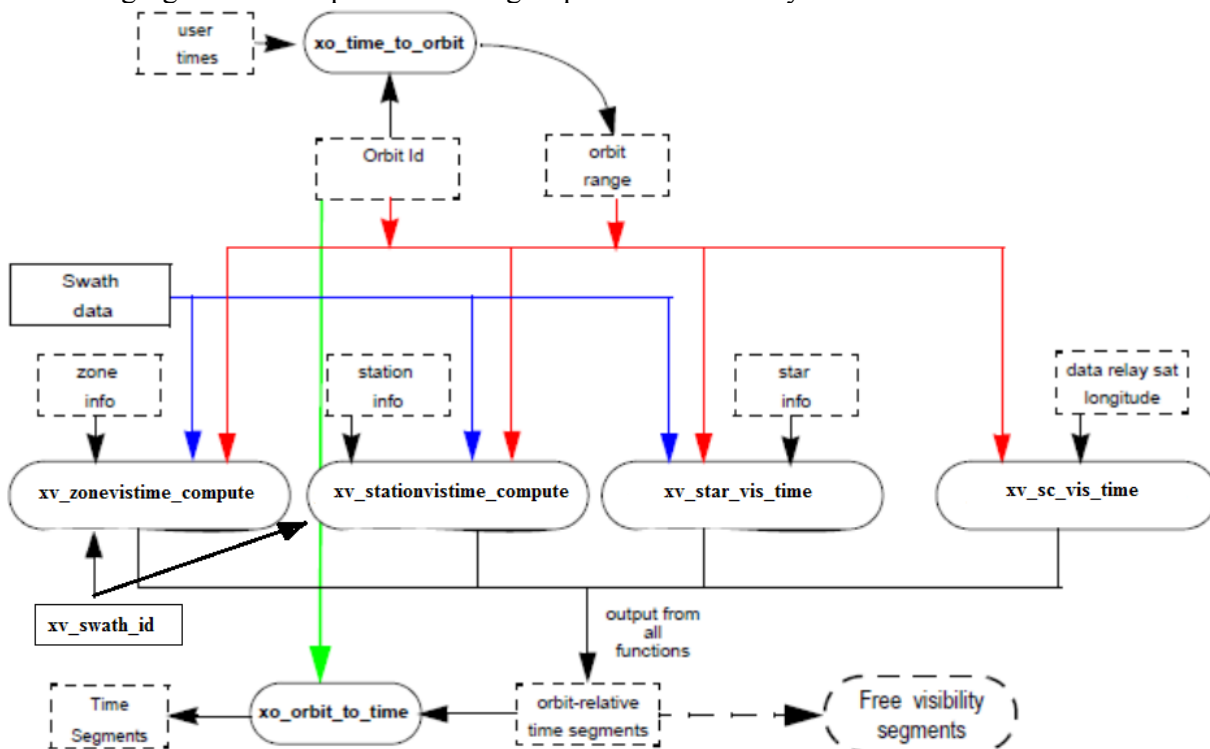 user
times
xo_time_to_orbit
Orbit Id
orbit
range
Swath
data
zone
info
station
info
star
info
data relay sat
longitude
xv_zonevistime_compute
xv_stationvistime_compute
xv_star_vis_time
xv_sc_vis_time
xv_swath_id
output from
all
functions
Time
Segments
xo_orbit_to_time
orbit-relative
time segments
Free visibility
segments